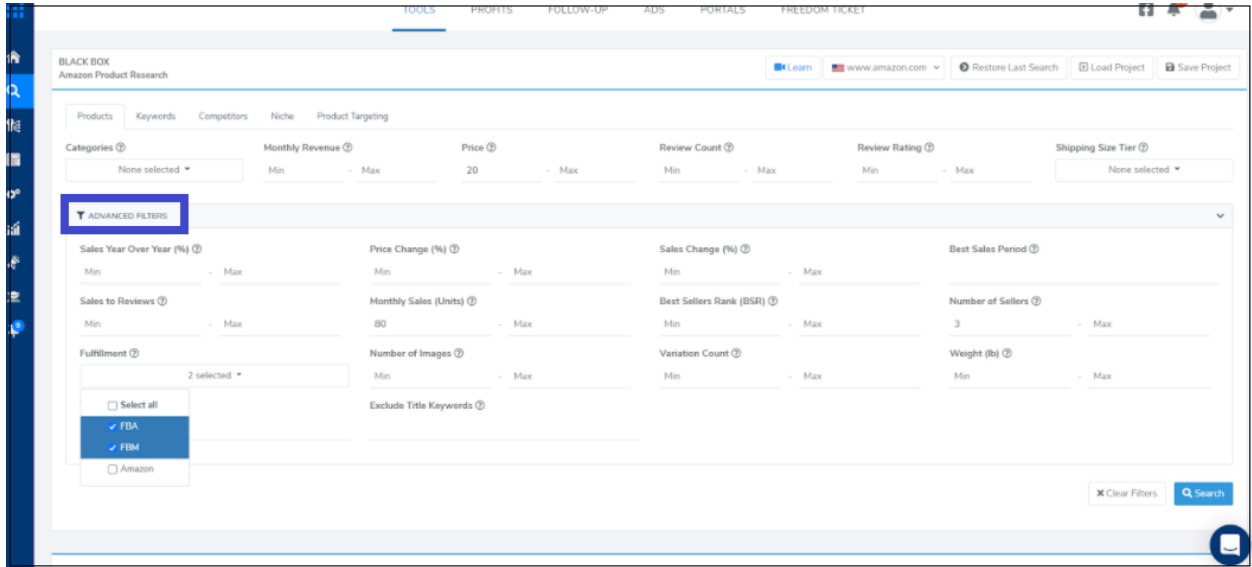 TOOLS PROFITS FOLLOW-UP ADS PORTALS FREEDOM TICKET
BLACK BOX
Amazon Product Research
Learn www.amazon.com Restore Last Search Load Project Save Project
Products Keywords Competitors Niche Product Targeting
Categories Monthly Revenue Price Review Count Review Rating Shipping Size Tier
None selected Min - Max 20 - Max Min - Max Min - Max None selected
ADVANCED FILTERS
Sales Year Over Year (%) Price Change (%) Sales Change (%) Best Sales Period
Min - Max Min - Max Min - Max
Sales to Reviews Monthly Sales (Units) Best Sellers Rank (BSR) Number of Sellers
Min - Max 80 - Max Min - Max 3 - Max
Fulfillment Number of Images Variation Count Weight (lb)
2 selected Min - Max Min - Max Min - Max
Select all Exclude Title Keywords
FBA
FBM
Amazon
Clear Filters Search